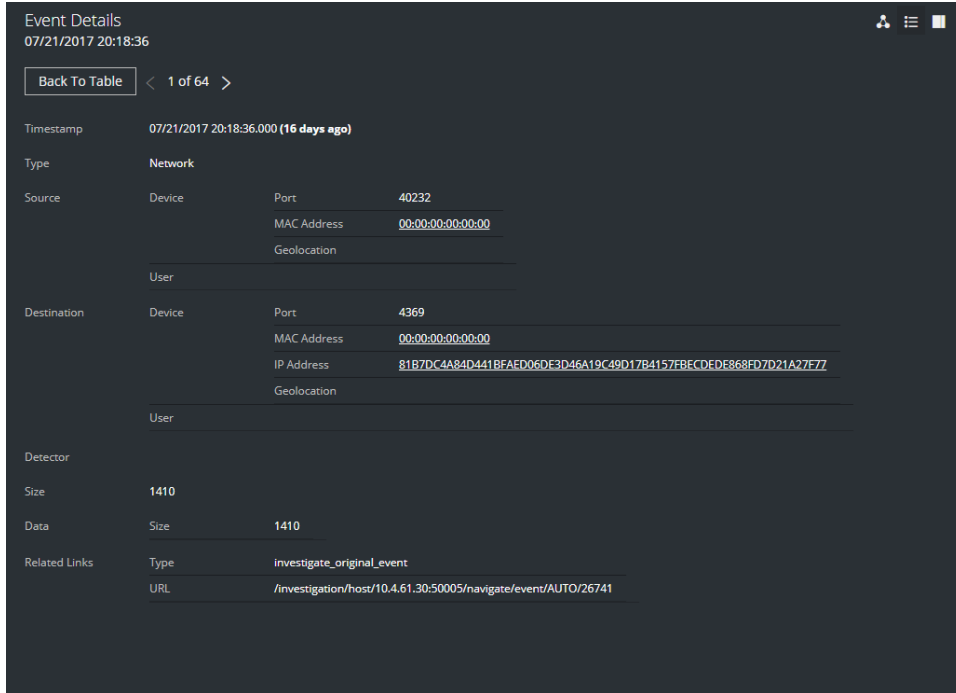 Event Details
07/21/2017 20:18:36
Back To Table < 1 of 64 >
Timestamp 07/21/2017 20:18:36.000 (16 days ago)
Type Network
Source Device Port 40232
MAC Address 00:00:00:00:00:00
Geolocation
User
Destination Device Port 4369
MAC Address 00:00:00:00:00:00
IP Address 81B7DC4A84D441BFAED06DE3D46A19C49D17B4157FBECDEDE868FD7D21A27F77
Geolocation
User
Detector
Size 1410
Data Size 1410
Related Links Type investigate_original_event
URL /investigation/host/10.4.61.30:50005/navigate/event/AUTO/26741